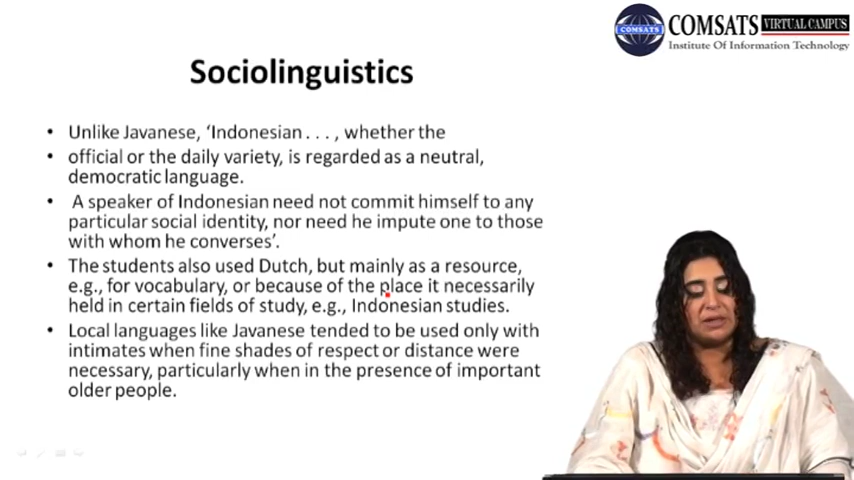 COMSATS
COMSATS VIRTUAL CAMPUS
Institute Of Information Technology
Sociolinguistics
• Unlike Javanese, ‘Indonesian . . . , whether the
• official or the daily variety, is regarded as a neutral,
democratic language.
• A speaker of Indonesian need not commit himself to any
particular social identity, nor need he impute one to those
with whom he converses’.
• The students also used Dutch, but mainly as a resource,
e.g., for vocabulary, or because of the place it necessarily
held in certain fields of study, e.g., Indonesian studies.
• Local languages like Javanese tended to be used only with
intimates when fine shades of respect or distance were
necessary, particularly when in the presence of important
older people.